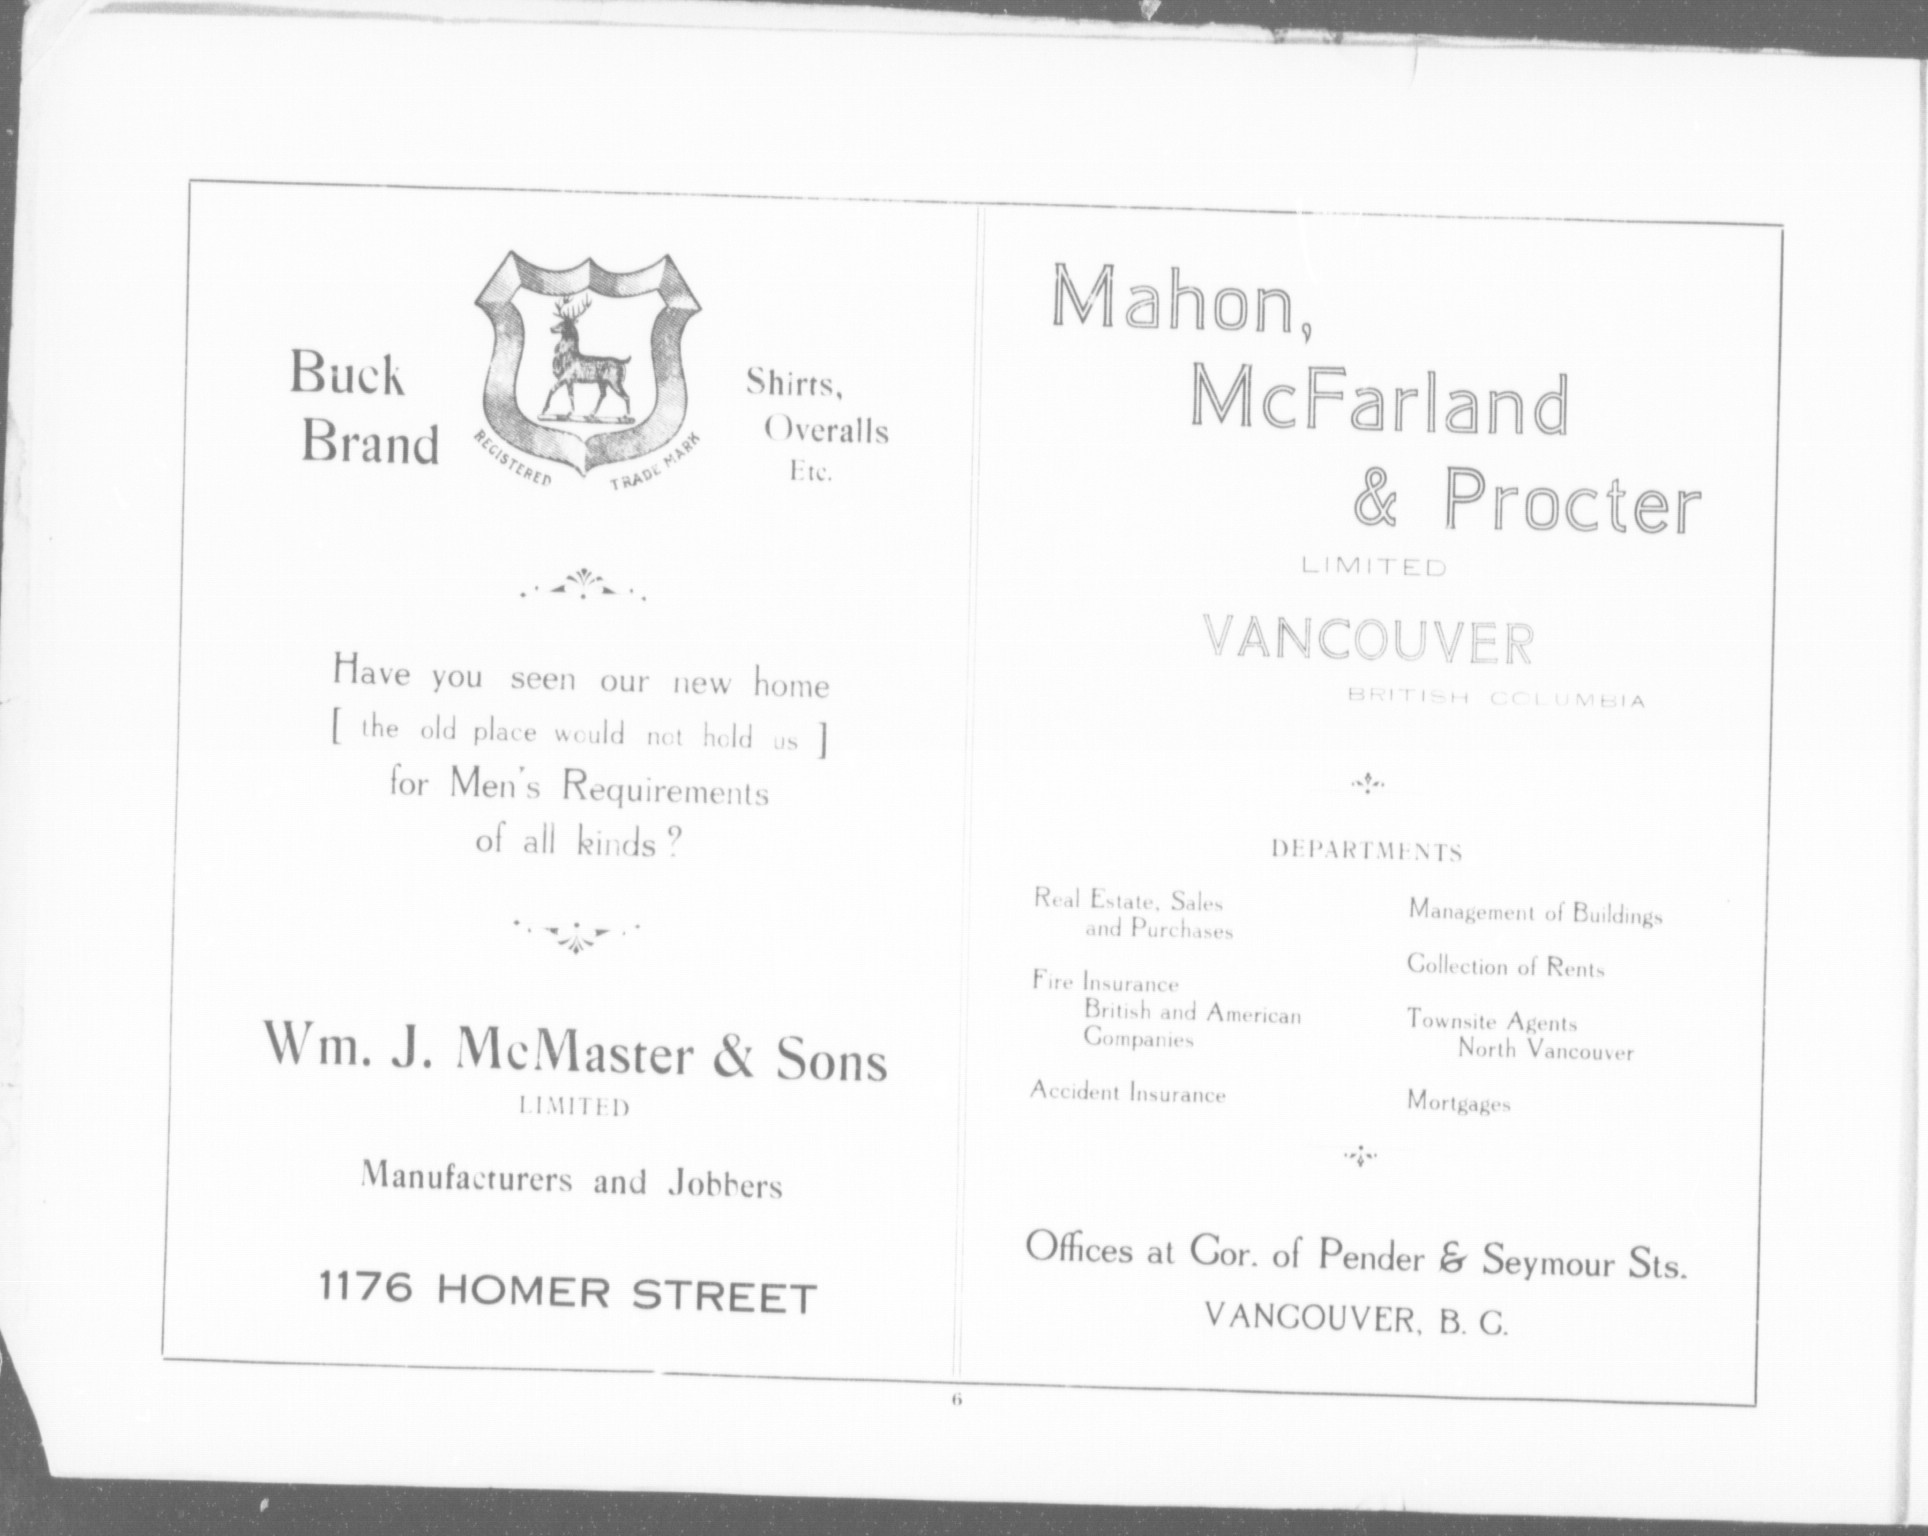 Buck
Brand
REGISTERED TRADE MARK
Shirts,
Overalls
Etc.
Have you seen our new home
[ the old place would not hold us ]
for Men's Requirements
of all kinds?
Wm. J. McMaster & Sons
LIMITED
Manufacturers and Jobbers
1176 HOMER STREET
Mahon,
McFarland
& Procter
LIMITED
VANCOUVER
BRITISH COLUMBIA
DEPARTMENTS
Real Estate, Sales
and Purchases
Fire Insurance
British and American
Companies
Accident Insurance
Management of Buildings
Collection of Rents
Townsite Agents
North Vancouver
Mortgages
Offices at Cor. of Pender & Seymour Sts.
VANCOUVER, B. C.
6